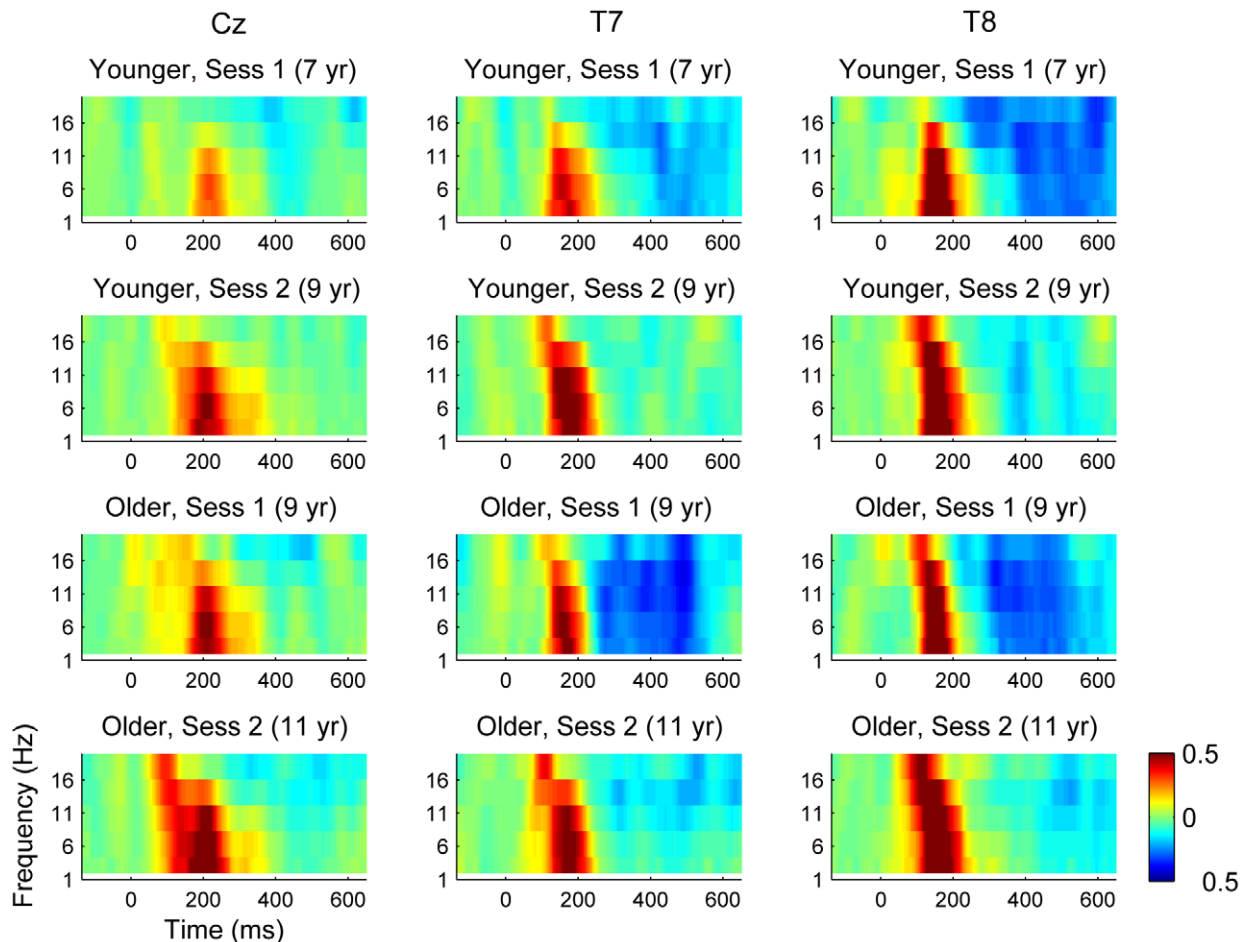 Cz T7 T8
Younger, Sess 1 (7 yr) Younger, Sess 1 (7 yr) Younger, Sess 1 (7 yr)
16 16 16
11 11 11
6 6 6
1 1 1
0 200 400 600 0 200 400 600 0 200 400 600
Younger, Sess 2 (9 yr) Younger, Sess 2 (9 yr) Younger, Sess 2 (9 yr)
16 16 16
11 11 11
6 6 6
1 1 1
0 200 400 600 0 200 400 600 0 200 400 600
Older, Sess 1 (9 yr) Older, Sess 1 (9 yr) Older, Sess 1 (9 yr)
16 16 16
11 11 11
6 6 6
1 1 1
0 200 400 600 0 200 400 600 0 200 400 600
Older, Sess 2 (11 yr) Older, Sess 2 (11 yr) Older, Sess 2 (11 yr)
Frequency (Hz)
16 16 16 0.5
11 11 11 0
6 6 6
1 1 1 0.5
0 200 400 600 0 200 400 600 0 200 400 600
Time (ms)